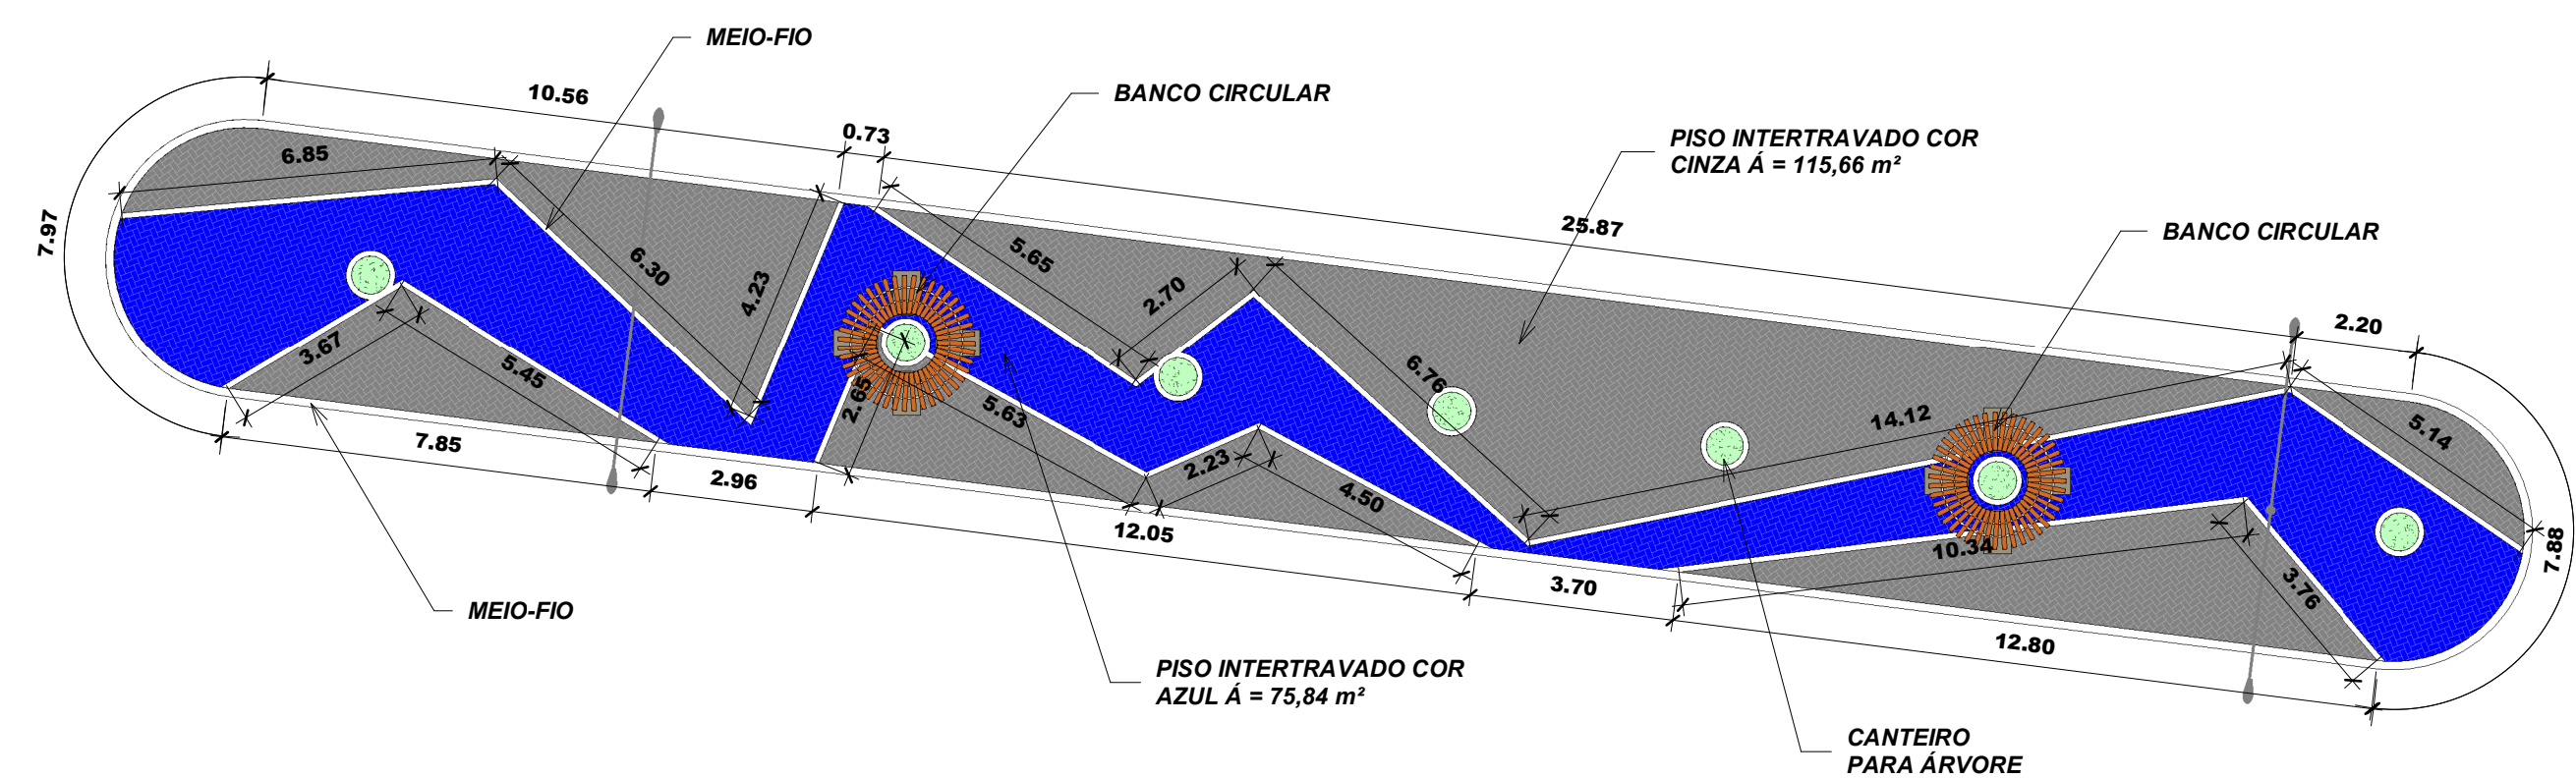 MEIO-FIO
BANCO CIRCULAR
10.56
0.73
PISO INTERTRAVADO COR
CINZA Á = 115,66 m²
6.85
25.87
BANCO CIRCULAR
7.97
6.30
4.23
5.65
2.70
2.20
3.67
5.45
2.65
5.63
6.76
14.12
5.14
7.85
2.96
2.23
4.50
12.05
10.34
7.88
3.70
3.76
12.80
MEIO-FIO
PISO INTERTRAVADO COR
AZUL Á = 75,84 m²
CANTEIRO
PARA ÁRVORE